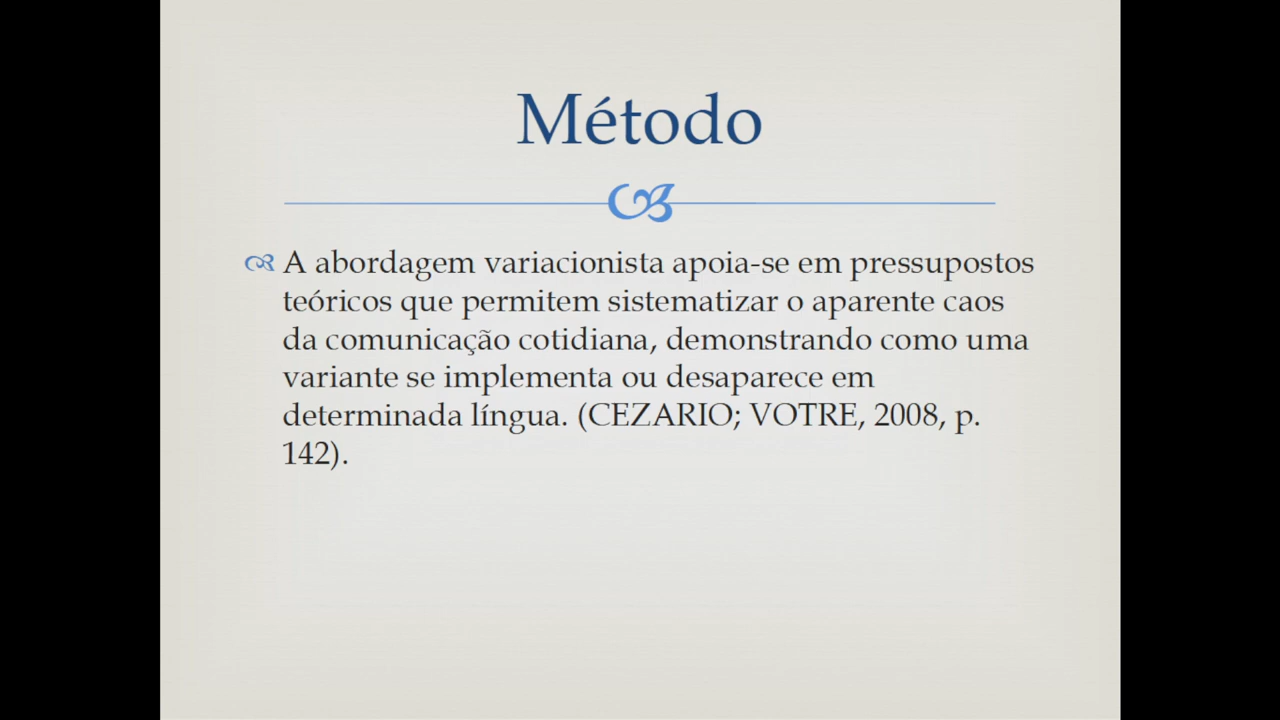 Método
A abordagem variacionista apoia-se em pressupostos
teóricos que permitem sistematizar o aparente caos
da comunicação cotidiana, demonstrando como uma
variante se implementa ou desaparece em
determinada língua. (CEZARIO; VOTRE, 2008, p.
142).